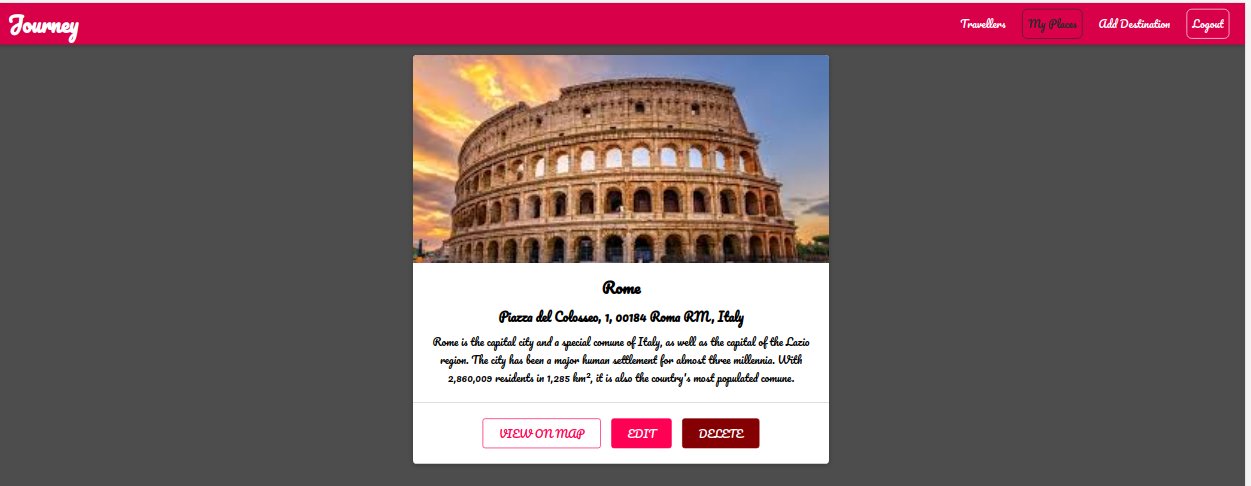 Journey
Travellers
My Places
Add Destination
Logout
Rome
Piazza del Colosseo, 1, 00184 Roma RM, Italy
Rome is the capital city and a special comune of Italy, as well as the capital of the Lazio
region. The city has been a major human settlement for almost three millennia. With
2,860,009 residents in 1,285 km², it is also the country's most populated comune.
VIEW ON MAP
EDIT
DELETE